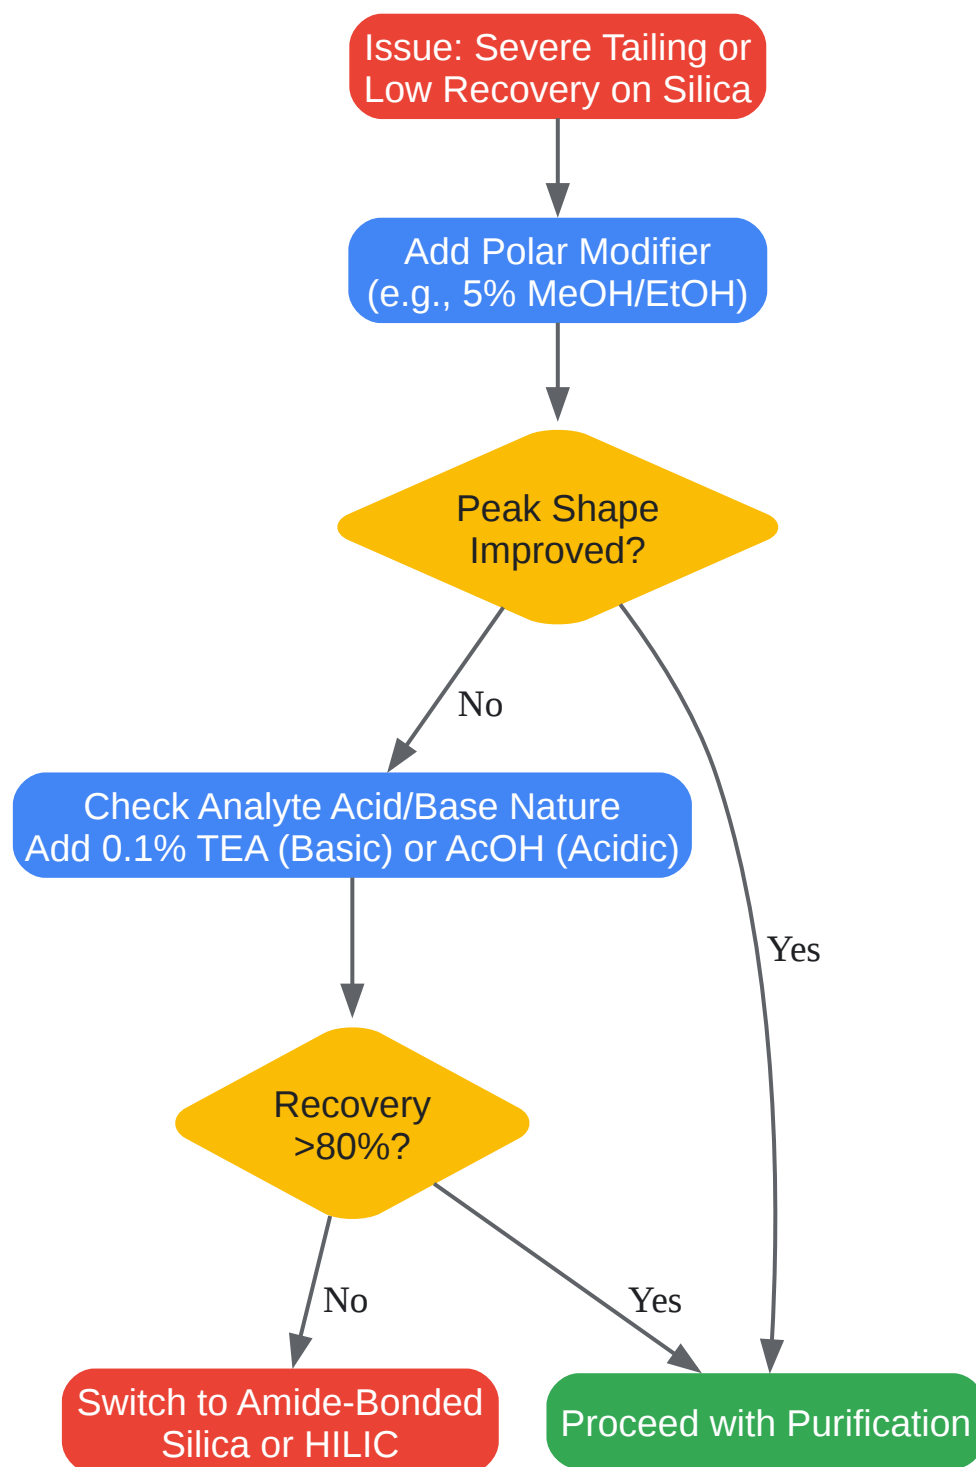 Issue: Severe Tailing or
Low Recovery on Silica
Add Polar Modifier
(e.g., 5% MeOH/EtOH)
Peak Shape
Improved?
No
Check Analyte Acid/Base Nature
Add 0.1% TEA (Basic) or AcOH (Acidic)
Yes
Recovery
>80%?
No
Yes
Switch to Amide-Bonded
Silica or HILIC
Proceed with Purification